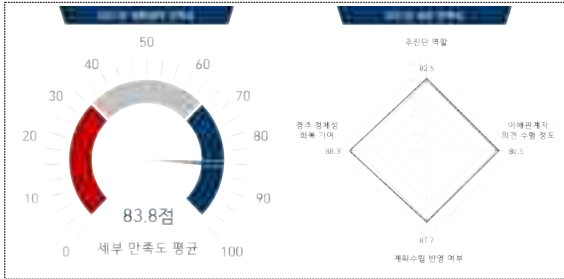 50
40
60
30
70
20
80
10
90
83.8점
0
100
세부 만족도 평균
추진단 역할
82.5
경주 정체성
회복 기여
88.3
이해관계자
의견 수렴 정도
82.5
87.7
계획수립 반영 여부